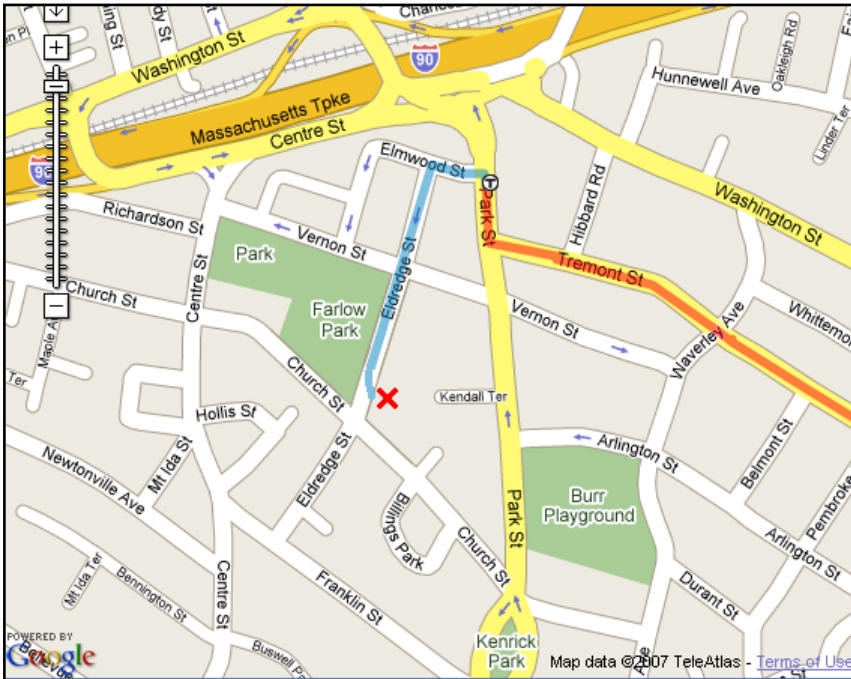 Washington St
90
Massachusetts Tpke
Centre St
Hunnewell Ave
Oakleigh Rd
Linder Ter
Elmwood St
Park St
Hibbard Rd
Washington St
Richardson St
Park
Vernon St
Eldredge St
Tremont St
Centre St
Church St
Farlow
Park
Vernon St
Waverley Ave
Church St
Kendall Ter
Ter
Hollis St
Mt Ida St
Eldredge St
Arlington St
Belmont St
Newtonville Ave
Billings Park
Park St
Burr
Playground
Pembroke
Church St
Arlington St
Mt Ida Ter
Bennington St
Centre St
Franklin St
Durant St
Kenrick
Park
Ave
POWERED BY
Google
Map data ©2007 TeleAtlas - Terms of Use